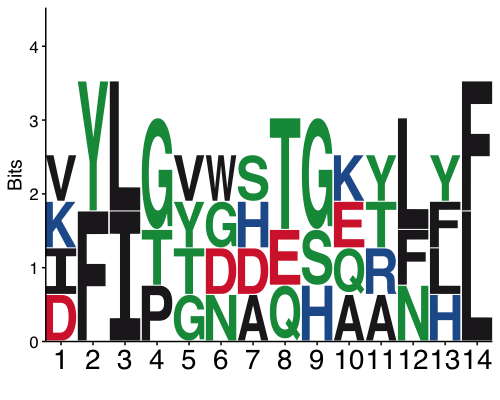 4
3
2
1
0
Bits
V Y L G V W S T G K Y L Y F
K F I T Y G H E S E T F F L
I P T D D Q H Q R N L
D G N A A A H
1 2 3 4 5 6 7 8 9 10 11 12 13 14